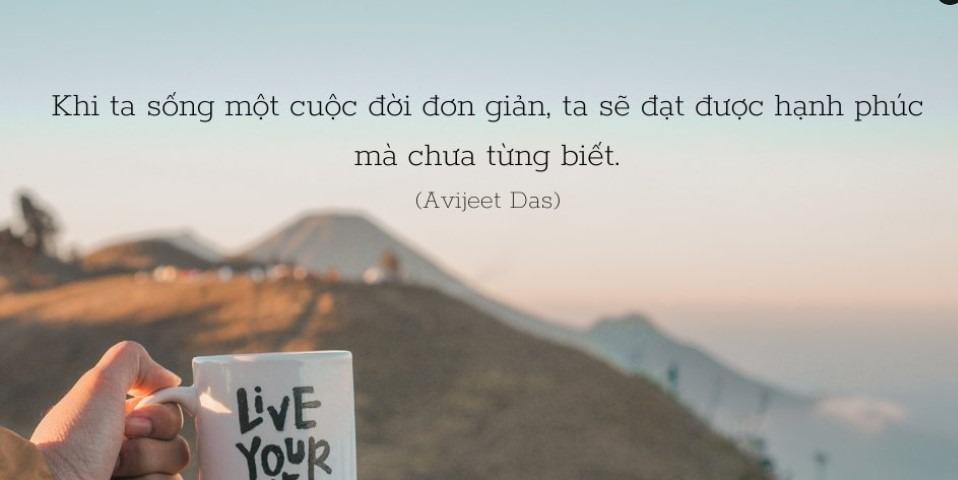 Khi ta sống một cuộc đời đơn giản, ta sẽ đạt được hạnh phúc
mà chưa từng biết.
(Avijeet Das)
LiVE
YOUR